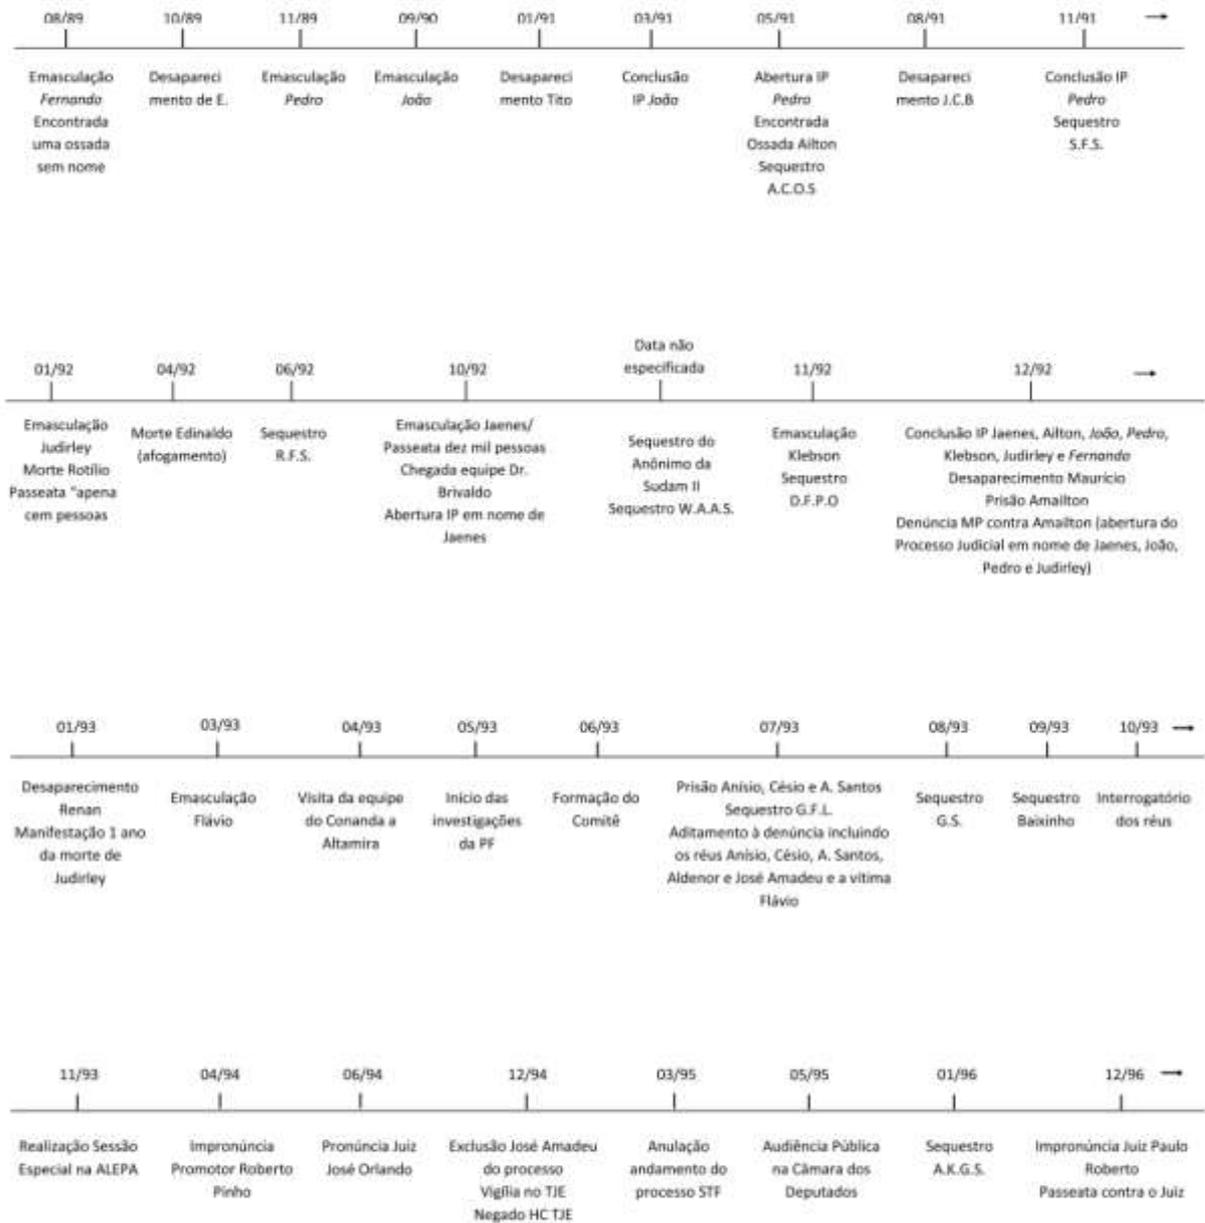 08/89 10/89 11/89 09/90 01/91 03/91 05/91 08/91 11/91
Emasculação
Fernando
Encontrada
uma ossada
sem nome
Desapareci
mento de E.
Emasculação
Pedro
Emasculação
João
Desapareci
mento Tito
Conclusão
IP João
Abertura IP
Pedro
Encontrada
Ossada Ailton
Sequestro
A.C.O.S
Desapareci
mento J.C.B
Conclusão IP
Pedro
Sequestro
S.F.S.
01/92 04/92 06/92 10/92 Data não
especificada 11/92 12/92
Emasculação
Judirley
Morte Rotílio
Passeata "apena
cem pessoas
Morte Edinaldo
(afogamento)
Sequestro
R.F.S.
Emasculação Jaenes/
Passeata dez mil pessoas
Chegada equipe Dr.
Brivaldo
Abertura IP em nome de
Jaenes
Sequestro do
Anônimo da
Sudam II
Sequestro W.A.A.S.
Emasculação
Klebson
Sequestro
D.F.P.O
Conclusão IP Jaenes, Ailton, João, Pedro,
Klebson, Judirley e Fernando
Desaparecimento Maurício
Prisão Amailton
Denúncia MP contra Amailton (abertura do
Processo Judicial em nome de Jaenes, João,
Pedro e Judirley)
01/93 03/93 04/93 05/93 06/93 07/93 08/93 09/93 10/93
Desaparecimento
Renan
Manifestação 1 ano
da morte de
Judirley
Emasculação
Flávio
Visita da equipe
do Conanda a
Altamira
Início das
investigações
da PF
Formação do
Comitê
Prisão Anísio, Césio e A. Santos
Sequestro G.F.L.
Aditamento à denúncia incluindo
os réus Anísio, Césio, A. Santos,
Aldenor e José Amadeu e a vítima
Flávio
Sequestro
G.S.
Sequestro
Baixinho
Interrogatório
dos réus
11/93 04/94 06/94 12/94 03/95 05/95 01/96 12/96
Realização Sessão
Especial na ALEPA
Impronúncia
Promotor Roberto
Pinho
Pronúncia Juiz
José Orlando
Exclusão José Amadeu
do processo
Vigília no TJE
Negado HC TJE
Anulação
andamento do
processo STF
Audiência Pública
na Câmara dos
Deputados
Sequestro
A.K.G.S.
Impronúncia Juiz Paulo
Roberto
Passeata contra o Juiz